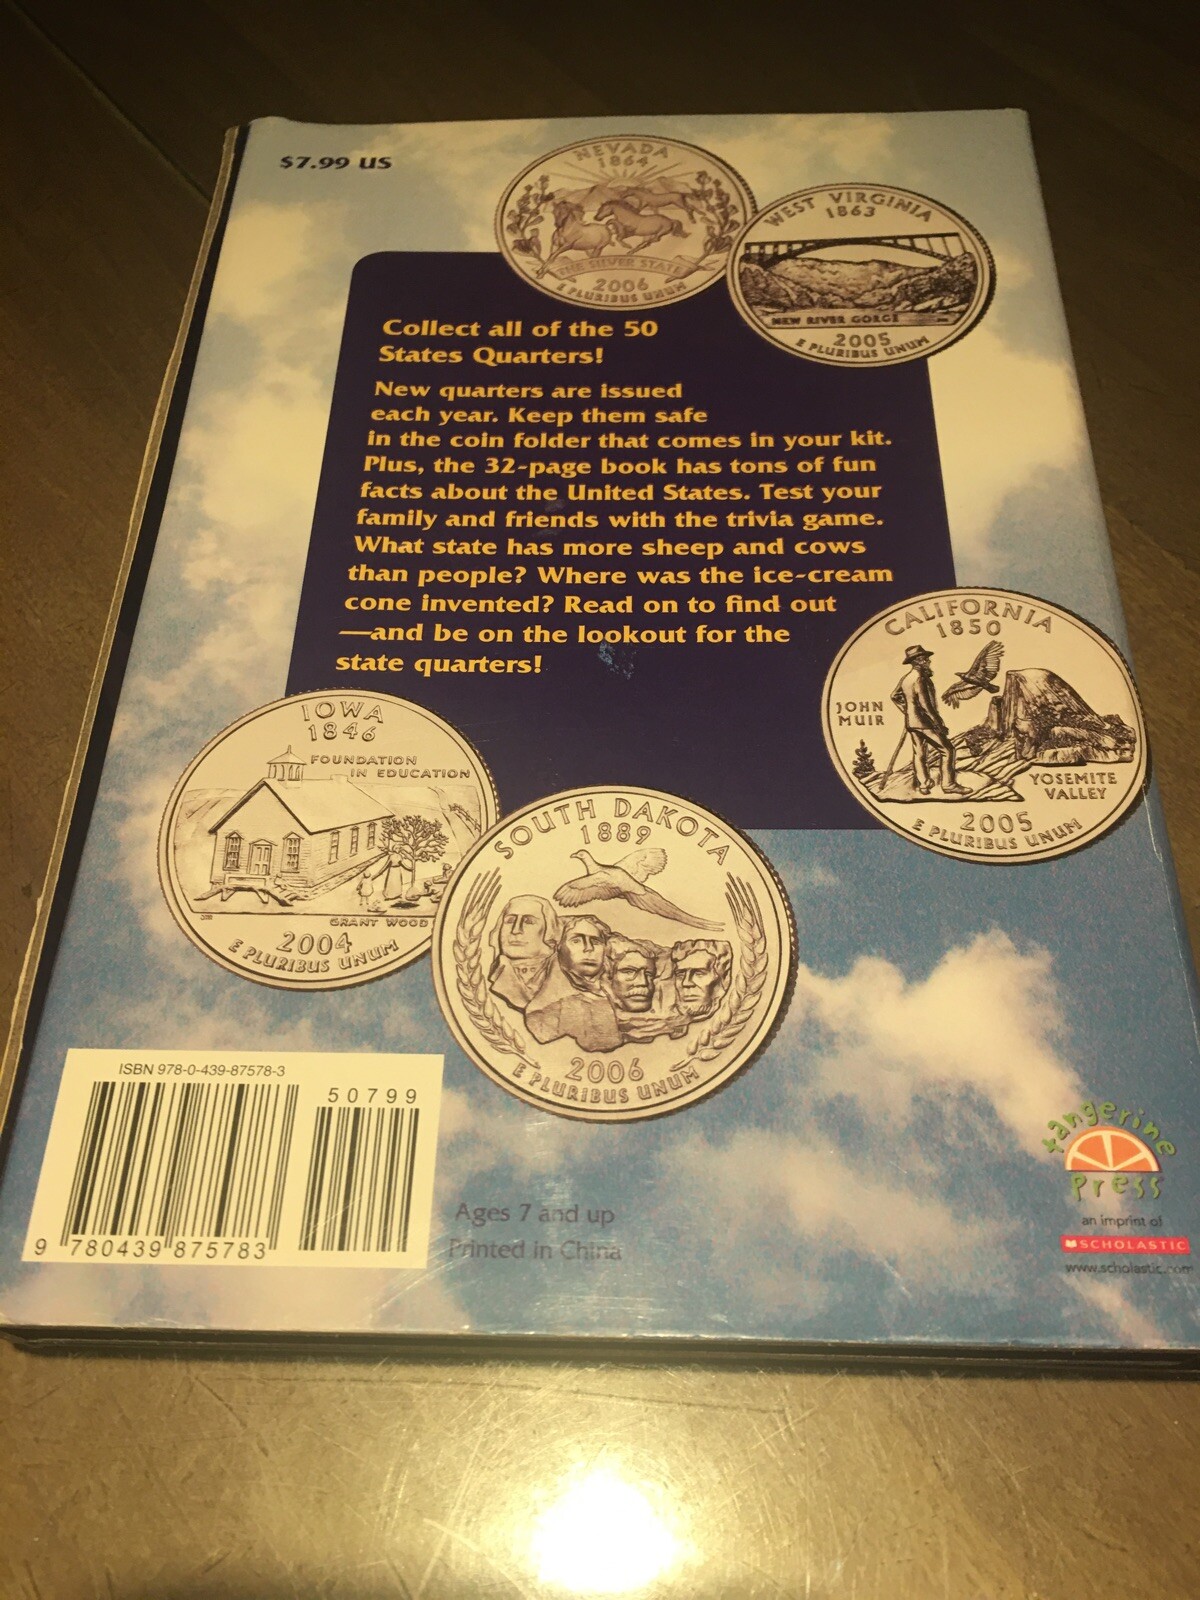 $7.99 US
NEVADA
1864
THE SILVER STATE
2006
E PLURIBUS UNUM
WEST VIRGINIA
1863
NEW RIVER GORGE
2005
E PLURIBUS UNUM
Collect all of the 50
States Quarters!
New quarters are issued
each year. Keep them safe
in the coin folder that comes in your kit.
Plus, the 32-page book has tons of fun
facts about the United States. Test your
family and friends with the trivia game.
What state has more sheep and cows
than people? Where was the ice-cream
cone invented? Read on to find out
—and be on the lookout for the
state quarters!
CALIFORNIA
1850
JOHN
MUIR
YOSEMITE
VALLEY
2005
E PLURIBUS UNUM
IOWA
1846
FOUNDATION
IN EDUCATION
GRANT WOOD
2004
E PLURIBUS UNUM
SOUTH DAKOTA
1889
2006
E PLURIBUS UNUM
ISBN 978-0-439-87578-3
50799
9 780439 875783
Ages 7 and up
Printed in China
tangerine
Press
an imprint of
SCHOLASTIC
www.scholastic.com